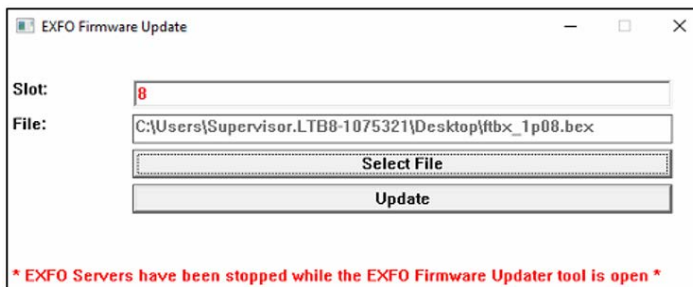 EXFO Firmware Update
Slot: 8
File: C:\Users\Supervisor.LTB8-1075321\Desktop\ftbx_1p08.bex
Select File
Update
* EXFO Servers have been stopped while the EXFO Firmware Updater tool is open *